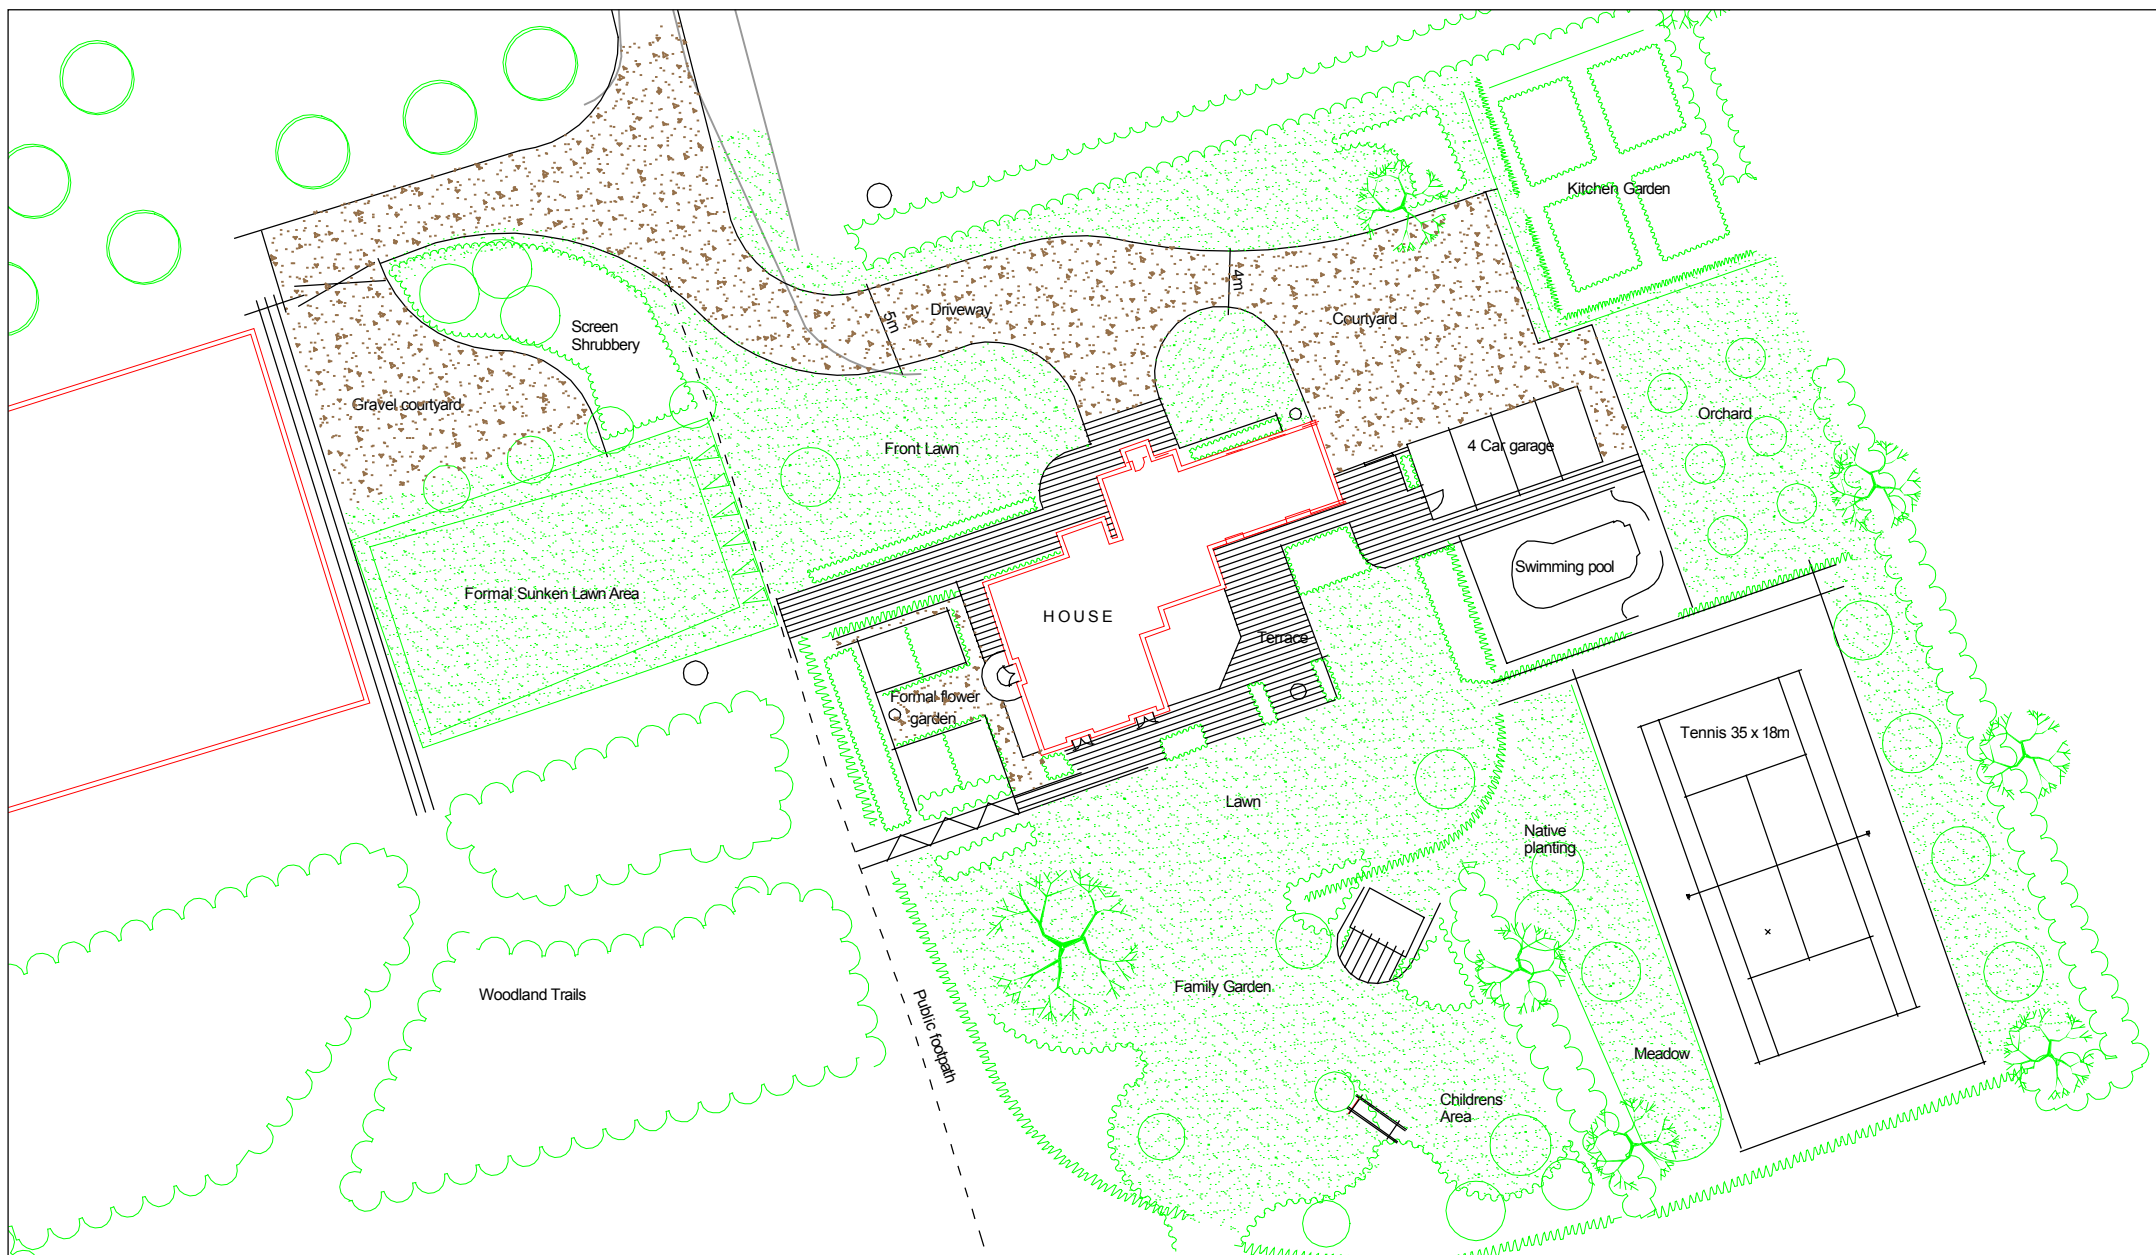 Kitchen Garden
4m
Driveway
5m
Courtyard
Screen
Shrubbery
Gravel courtyard
Orchard
Front Lawn
4 Car garage
Swimming pool
Formal Sunken Lawn Area
HOUSE
Terrace
Formal flower
garden
Tennis 35 x 18m
Lawn
Native
planting
Woodland Trails
Family Garden
Public footpath
Meadow
Childrens
Area